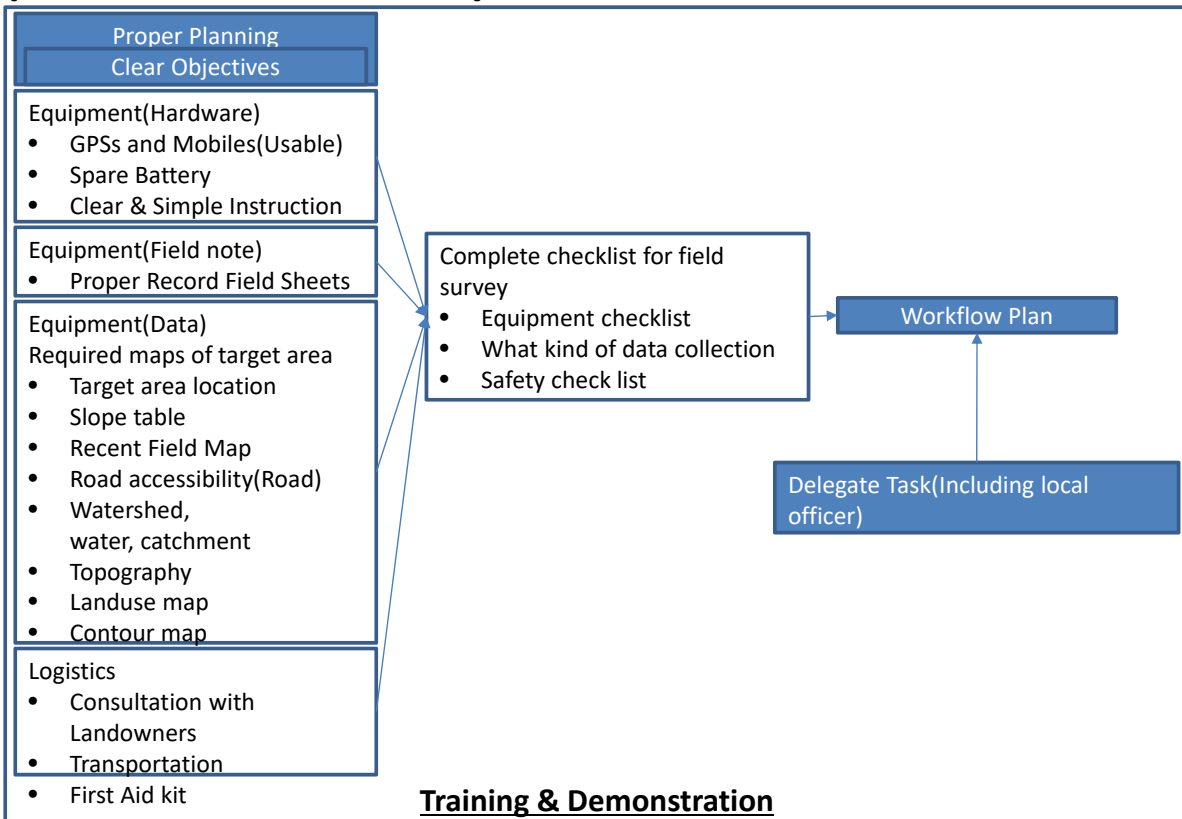 Proper Planning
Clear Objectives
Equipment(Hardware)
• GPSs and Mobiles(Usable)
• Spare Battery
• Clear & Simple Instruction
Equipment(Field note)
• Proper Record Field Sheets
Equipment(Data)
Required maps of target area
• Target area location
• Slope table
• Recent Field Map
• Road accessibility(Road)
• Watershed,
water, catchment
• Topography
• Landuse map
• Contour map
Logistics
• Consultation with
Landowners
• Transportation
• First Aid kit
Complete checklist for field
survey
• Equipment checklist
• What kind of data collection
• Safety check list
Workflow Plan
Delegate Task(Including local
officer)
Training & Demonstration